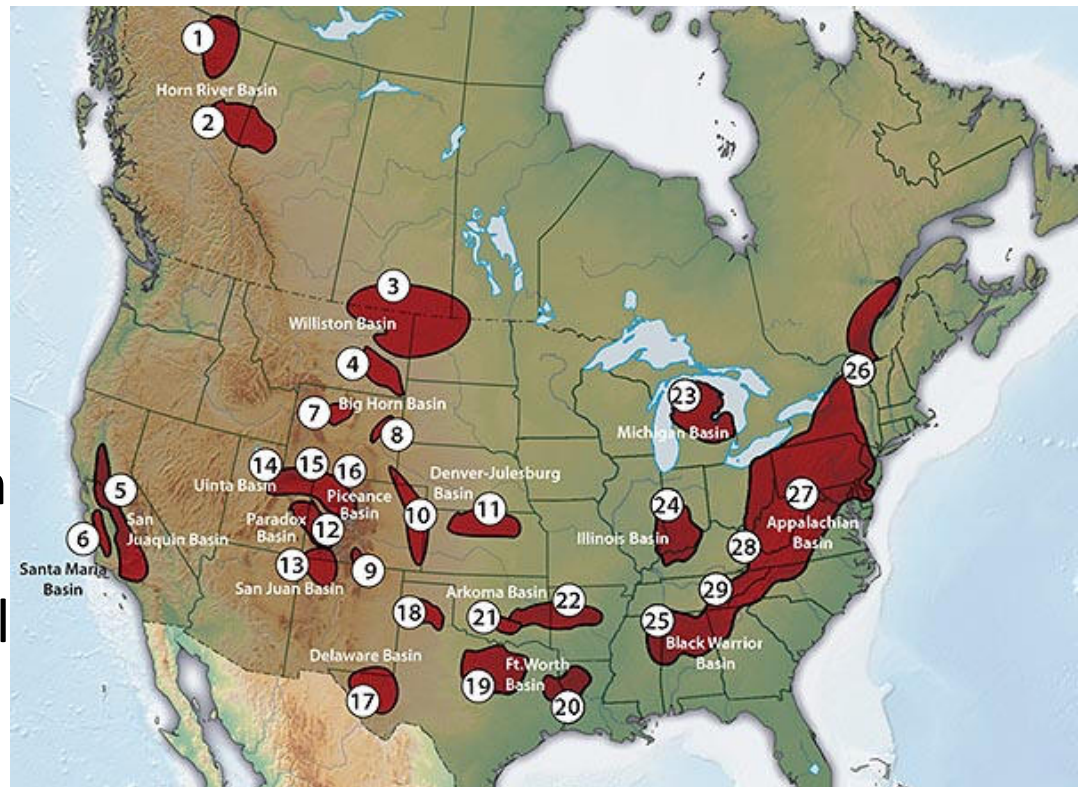 1
Horn River Basin
2
3
Williston Basin
4
7
Big Horn Basin
8
14
15
16
Uinta Basin
Piceance
Basin
Denver-Julesburg
Basin
5
San
Juaquin Basin
6
Santa Maria
Basin
Paradox
Basin
12
10
11
13
San Juan Basin
9
23
Michigan Basin
24
Illinois Basin
26
27
Appalachian
Basin
28
29
25
Black Warrior
Basin
18
Arkoma Basin
21
22
Delaware Basin
17
19
Ft.Worth
Basin
20